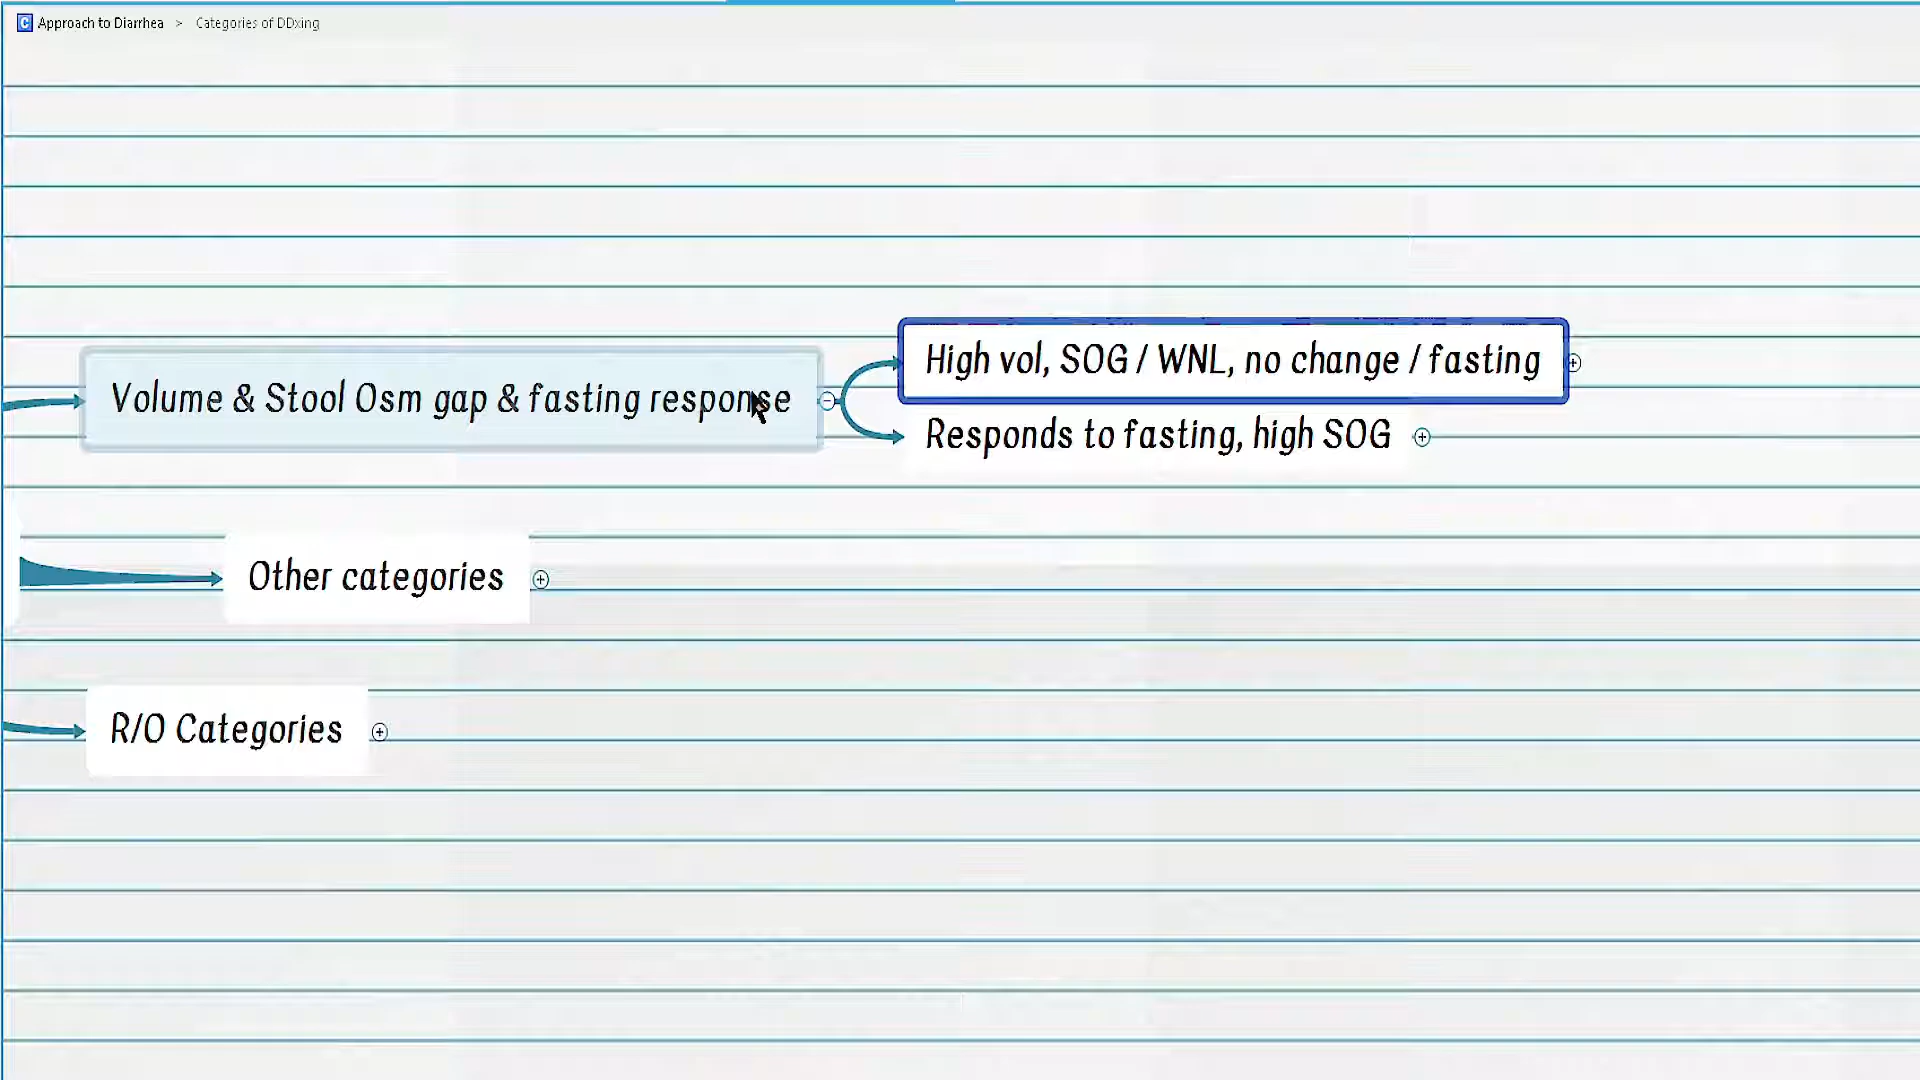 C Approach to Diarrhea > Categories of DDxing
High vol, SOG / WNL, no change / fasting
Volume & Stool Osm gap & fasting response
Responds to fasting, high SOG
Other categories
R/O Categories